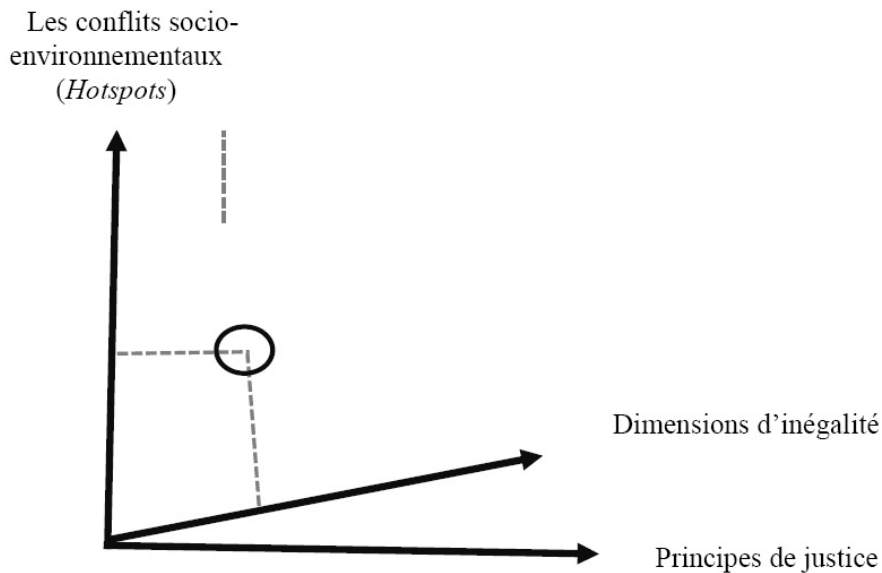 Les conflits socio-
environnementaux
(Hotspots)
Dimensions d’inégalité
Principes de justice